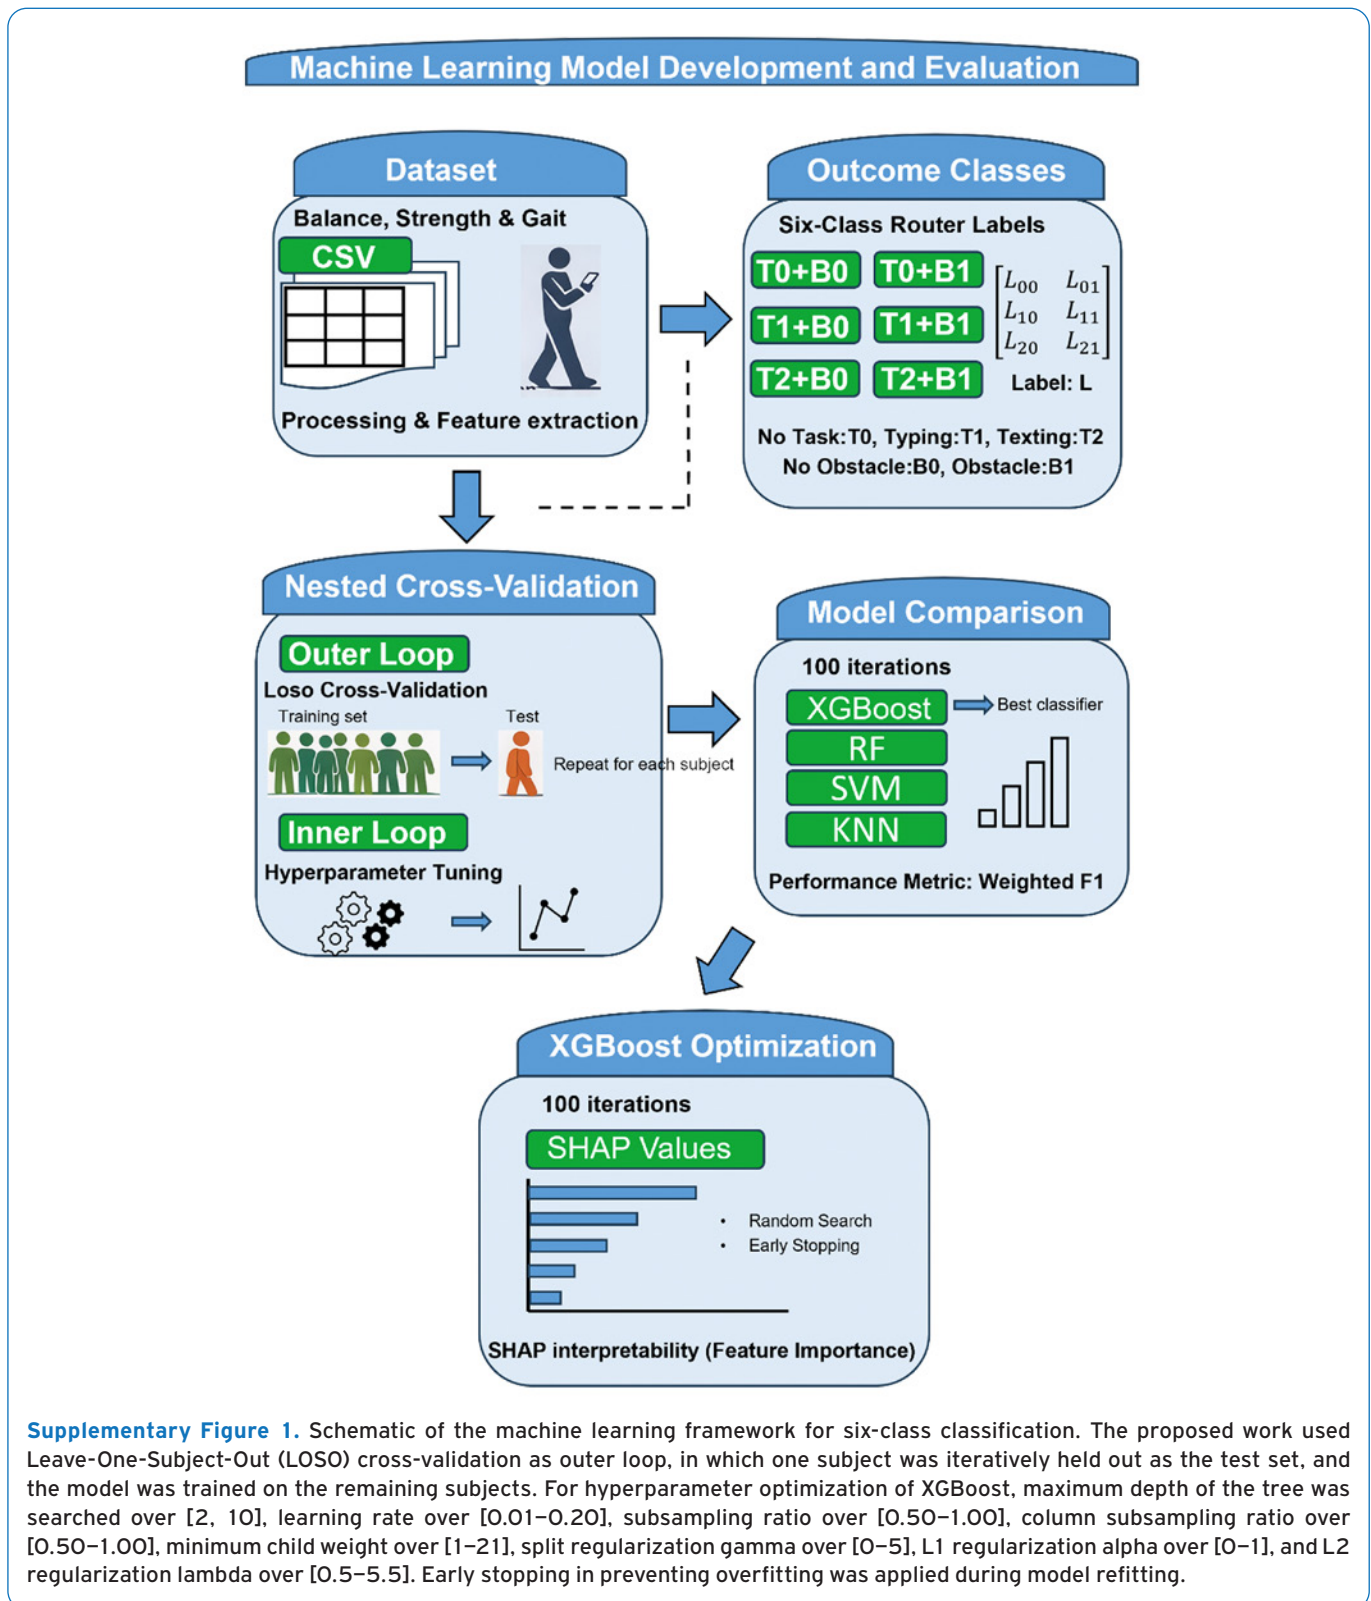 Machine Learning Model Development and Evaluation
Dataset
Balance, Strength & Gait
CSV
Processing & Feature extraction
Outcome Classes
Six-Class Router Labels
T0+B0 T0+B1
T1+B0 T1+B1
T2+B0 T2+B1
L00 L01
L10 L11
L20 L21
Label: L
No Task:T0, Typing:T1, Texting:T2
No Obstacle:B0, Obstacle:B1
Nested Cross-Validation
Outer Loop
Loso Cross-Validation
Training set Test
Repeat for each subject
Inner Loop
Hyperparameter Tuning
Model Comparison
100 iterations
XGBoost Best classifier
RF
SVM
KNN
Performance Metric: Weighted F1
XGBoost Optimization
100 iterations
SHAP Values
• Random Search
• Early Stopping
SHAP interpretability (Feature Importance)
Supplementary Figure 1. Schematic of the machine learning framework for six-class classification. The proposed work used
Leave-One-Subject-Out (LOSO) cross-validation as outer loop, in which one subject was iteratively held out as the test set, and
the model was trained on the remaining subjects. For hyperparameter optimization of XGBoost, maximum depth of the tree was
searched over [2, 10], learning rate over [0.01–0.20], subsampling ratio over [0.50–1.00], column subsampling ratio over
[0.50–1.00], minimum child weight over [1–21], split regularization gamma over [0–5], L1 regularization alpha over [0–1], and L2
regularization lambda over [0.5–5.5]. Early stopping in preventing overfitting was applied during model refitting.